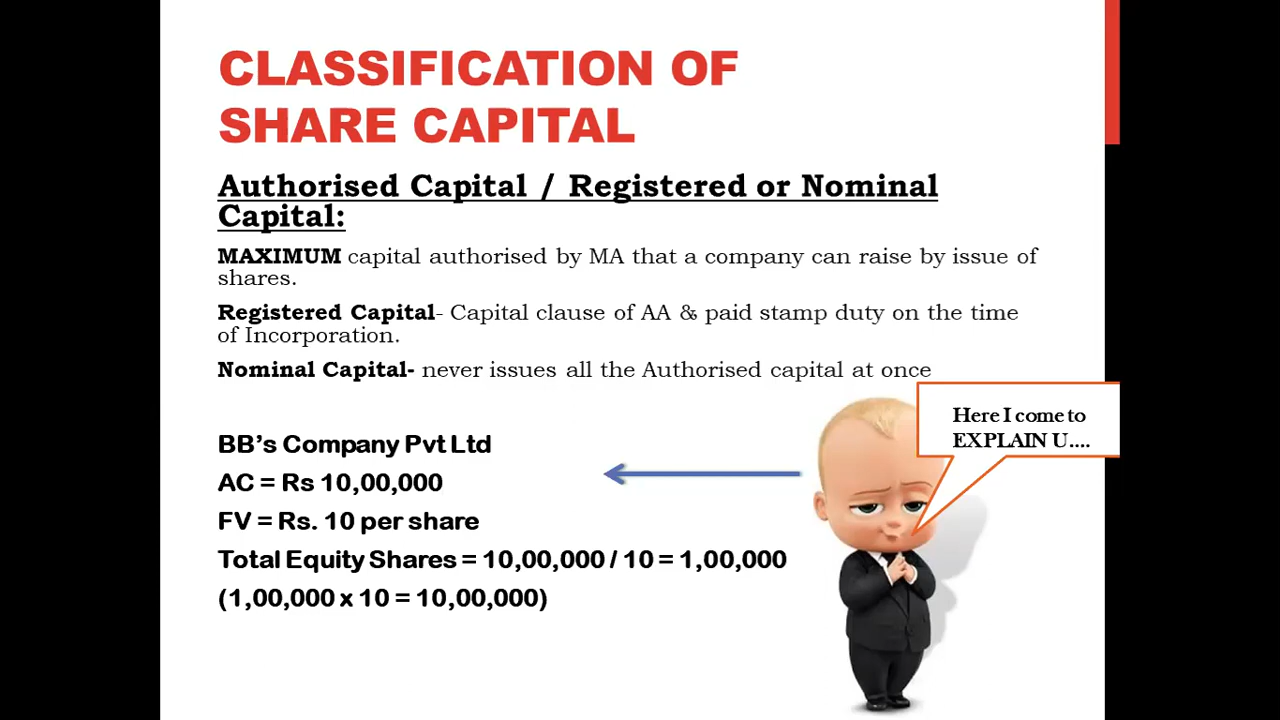 CLASSIFICATION OF
SHARE CAPITAL
Authorised Capital / Registered or Nominal
Capital:
MAXIMUM capital authorised by MA that a company can raise by issue of
shares.
Registered Capital- Capital clause of AA & paid stamp duty on the time
of Incorporation.
Nominal Capital- never issues all the Authorised capital at once
Here I come to
EXPLAIN U....
BB's Company Pvt Ltd
AC = Rs 10,00,000
FV = Rs. 10 per share
Total Equity Shares = 10,00,000 / 10 = 1,00,000
(1,00,000 x 10 = 10,00,000)